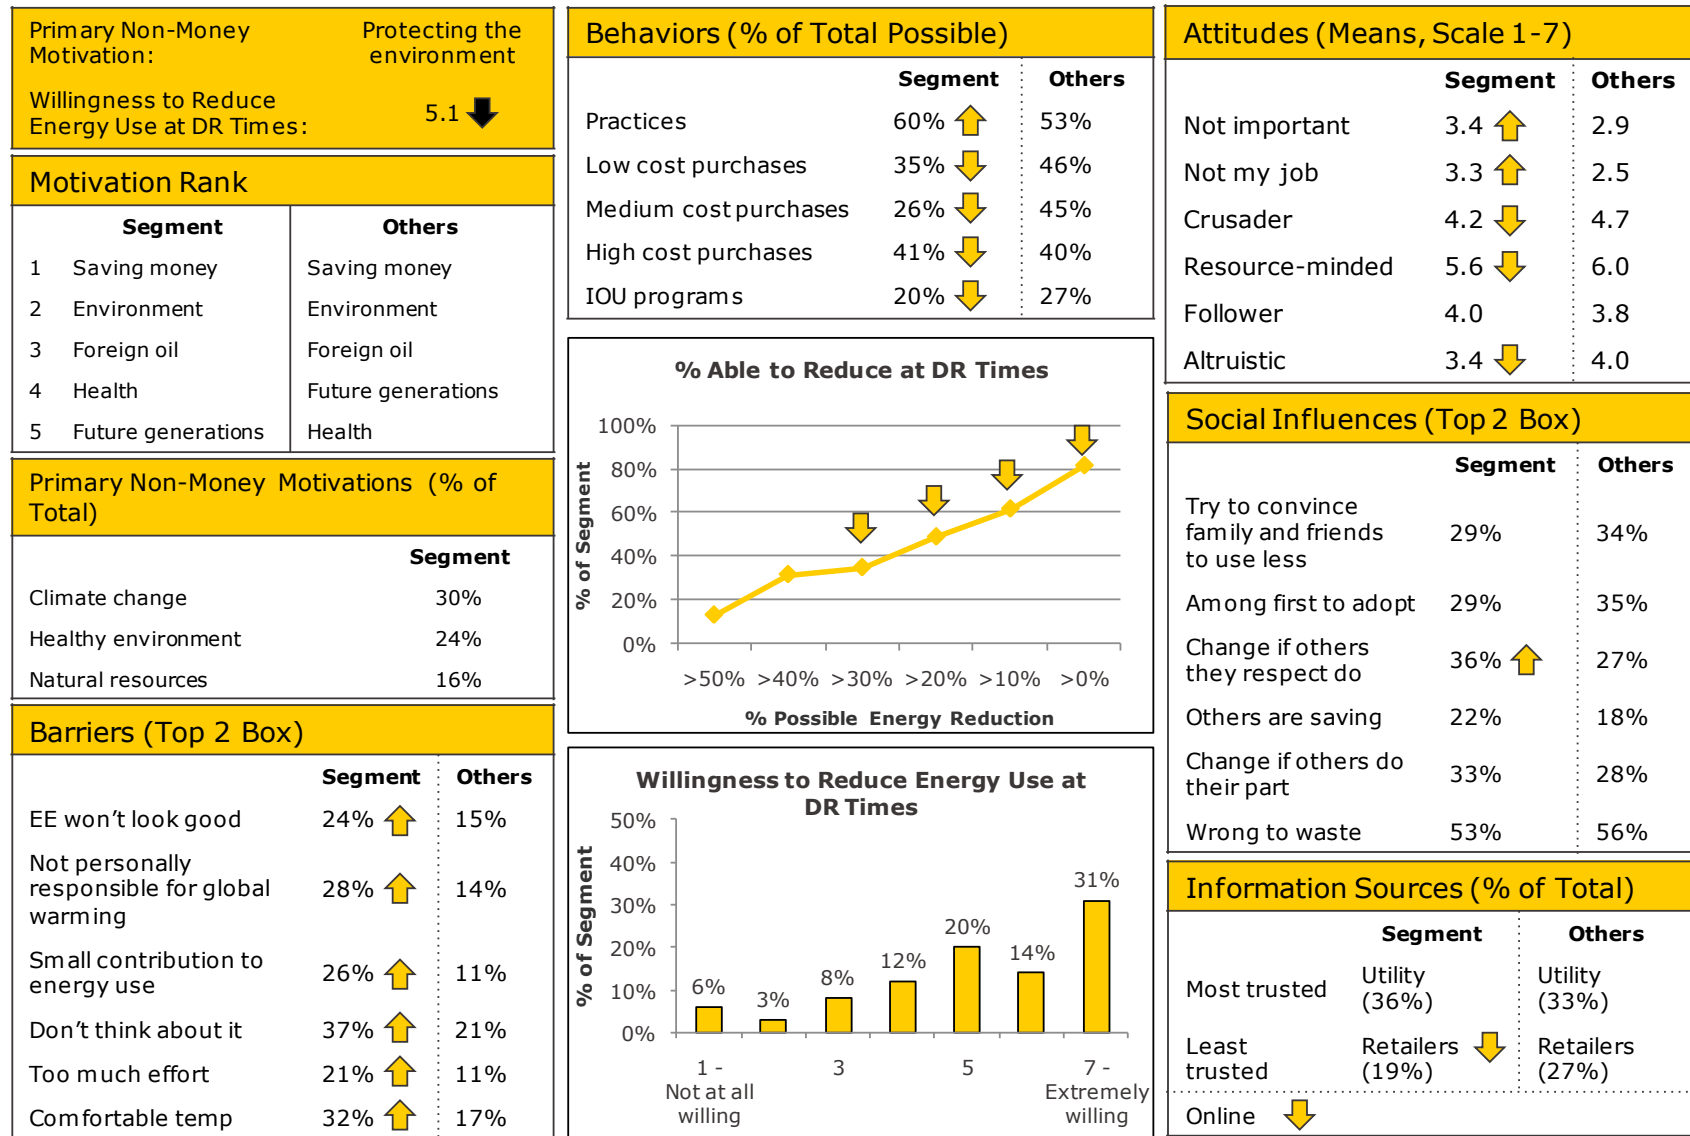 Primary Non-Money Motivation: Protecting the environment
Willingness to Reduce Energy Use at DR Times: 5.1
Motivation Rank
Segment Others
1 Saving money Saving money
2 Environment Environment
3 Foreign oil Foreign oil
4 Health Future generations
5 Future generations Health
Primary Non-Money Motivations (% of
Total)
Segment
Climate change 30%
Healthy environment 24%
Natural resources 16%
Barriers (Top 2 Box)
Segment Others
EE won't look good 24% 15%
Not personally
responsible for global 28% 14%
warming
Small contribution to
energy use 26% 11%
Don't think about it 37% 21%
Too much effort 21% 11%
Comfortable temp 32% 17%
Behaviors (% of Total Possible)
Segment Others
Practices 60% 53%
Low cost purchases 35% 46%
Medium cost purchases 26% 45%
High cost purchases 41% 40%
IOU programs 20% 27%
% Able to Reduce at DR Times
% of Segment
100%
80%
60%
40%
20%
0%
>50% >40% >30% >20% >10% >0%
% Possible Energy Reduction
Willingness to Reduce Energy Use at
DR Times
% of Segment
50%
40%
30%
20%
10%
0%
6% 3% 8% 12% 20% 14% 31%
1 - 3 5 7 -
Not at all Extremely
willing willing
Attitudes (Means, Scale 1-7)
Segment Others
Not important 3.4 2.9
Not my job 3.3 2.5
Crusader 4.2 4.7
Resource-minded 5.6 6.0
Follower 4.0 3.8
Altruistic 3.4 4.0
Social Influences (Top 2 Box)
Segment Others
Try to convince
family and friends 29% 34%
to use less
Among first to adopt 29% 35%
Change if others
they respect do 36% 27%
Others are saving 22% 18%
Change if others do
their part 33% 28%
Wrong to waste 53% 56%
Information Sources (% of Total)
Segment Others
Most trusted Utility (36%) Utility (33%)
Least trusted Retailers (19%) Retailers (27%)
Online